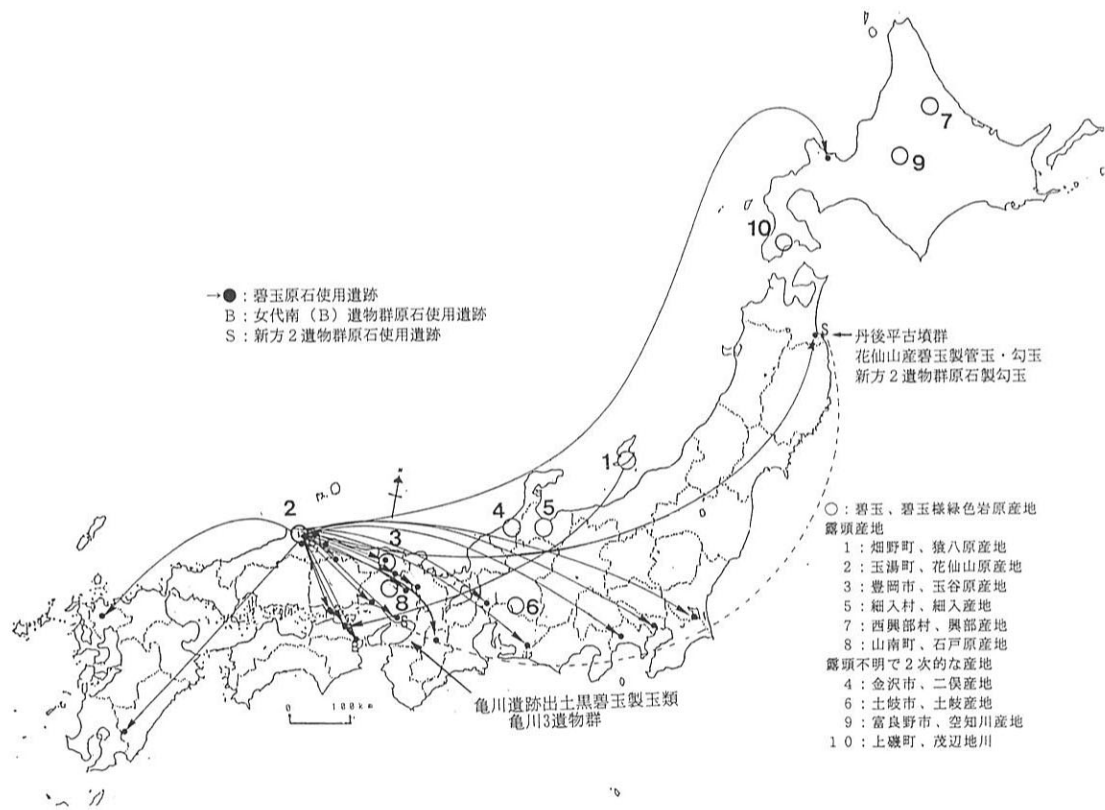 7
9
10
→●：碧玉原石使用遺跡
B：女代南（B）遺物群原石使用遺跡
S：新方２遺物群原石使用遺跡
S
丹後平古墳群
花仙山産碧玉製管玉・勾玉
新方２遺物群原石製勾玉
1
2
4
5
3
8
6
S
B
○：碧玉、碧玉様緑色岩原産地
露頭産地
１：畑野町、猿八原産地
２：玉湯町、花仙山原産地
３：豊岡市、玉谷原産地
５：細入村、細入産地
７：西興部村、興部産地
８：山南町、石戸原産地
露頭不明で２次的な産地
４：金沢市、二俣産地
６：土岐市、土岐産地
９：富良野市、空知川産地
１０：上磯町、茂辺地川
亀川遺跡出土黒碧玉製玉類
亀川3遺物群
0 100km